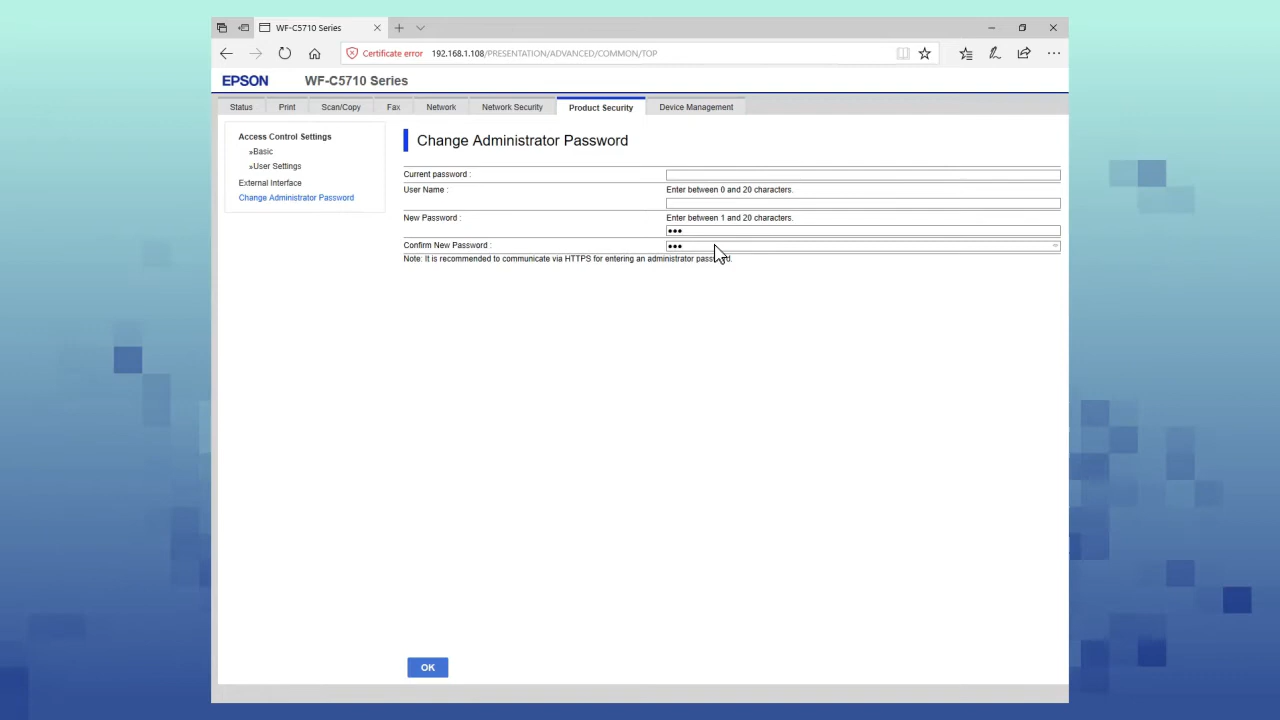 WF-C5710 Series
Certificate error 192.168.1.108/PRESENTATION/ADVANCED/COMMON/TOP
EPSON WF-C5710 Series
Status Print Scan/Copy Fax Network Network Security Product Security Device Management
Access Control Settings
»Basic
»User Settings
External Interface
Change Administrator Password
Change Administrator Password
Current password :
User Name : Enter between 0 and 20 characters.
New Password : Enter between 1 and 20 characters.
•••
Confirm New Password : •••
Note: It is recommended to communicate via HTTPS for entering an administrator password.
OK